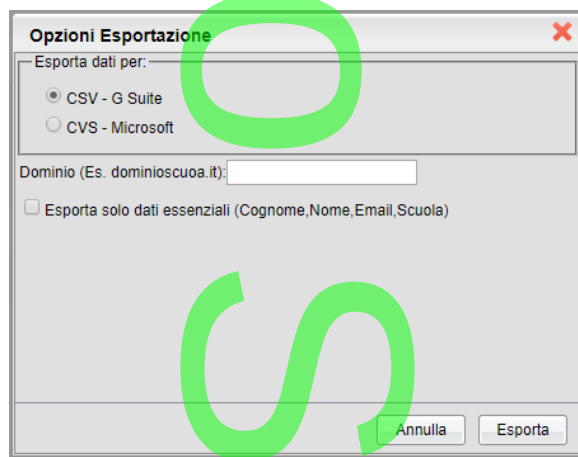 Opzioni Esportazione
Esporta dati per:
CSV - G Suite
CVS - Microsoft
Dominio (Es. dominioscuoa.it):
Esporta solo dati essenziali (Cognome,Nome,Email,Scuola)
Annulla Esporta
O
S